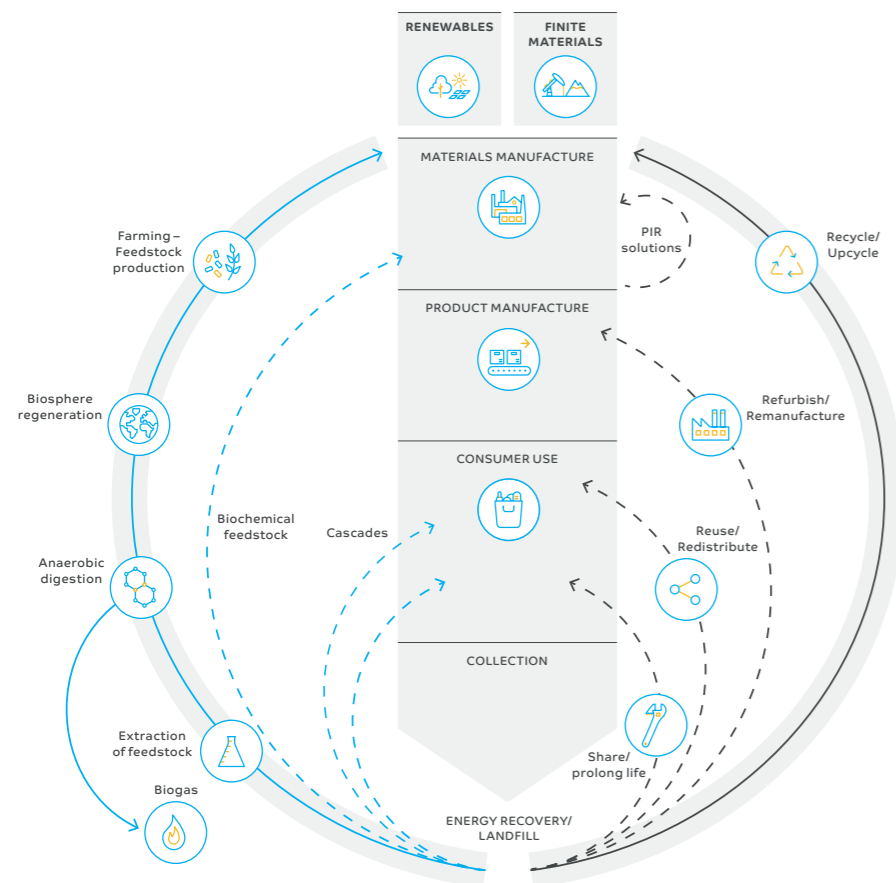 RENEWABLES
FINITE
MATERIALS
MATERIALS MANUFACTURE
Farming –
Feedstock
production
PIR
solutions
Recycle/
Upcycle
PRODUCT MANUFACTURE
Biosphere
regeneration
Refurbish/
Remanufacture
CONSUMER USE
Biochemical
feedstock
Cascades
Reuse/
Redistribute
Anaerobic
digestion
COLLECTION
Extraction
of feedstock
Share/
prolong life
Biogas
ENERGY RECOVERY/
LANDFILL